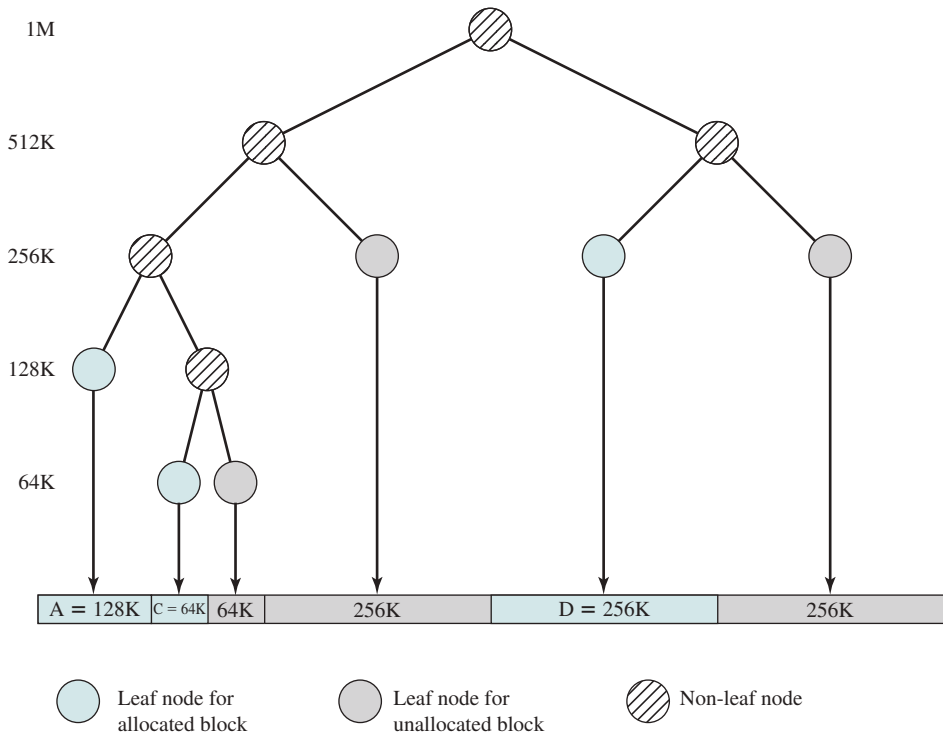 1M
512K
256K
128K
64K
A = 128K
C = 64K
64K
256K
D = 256K
256K
Leaf node for
allocated block
Leaf node for
unallocated block
Non-leaf node